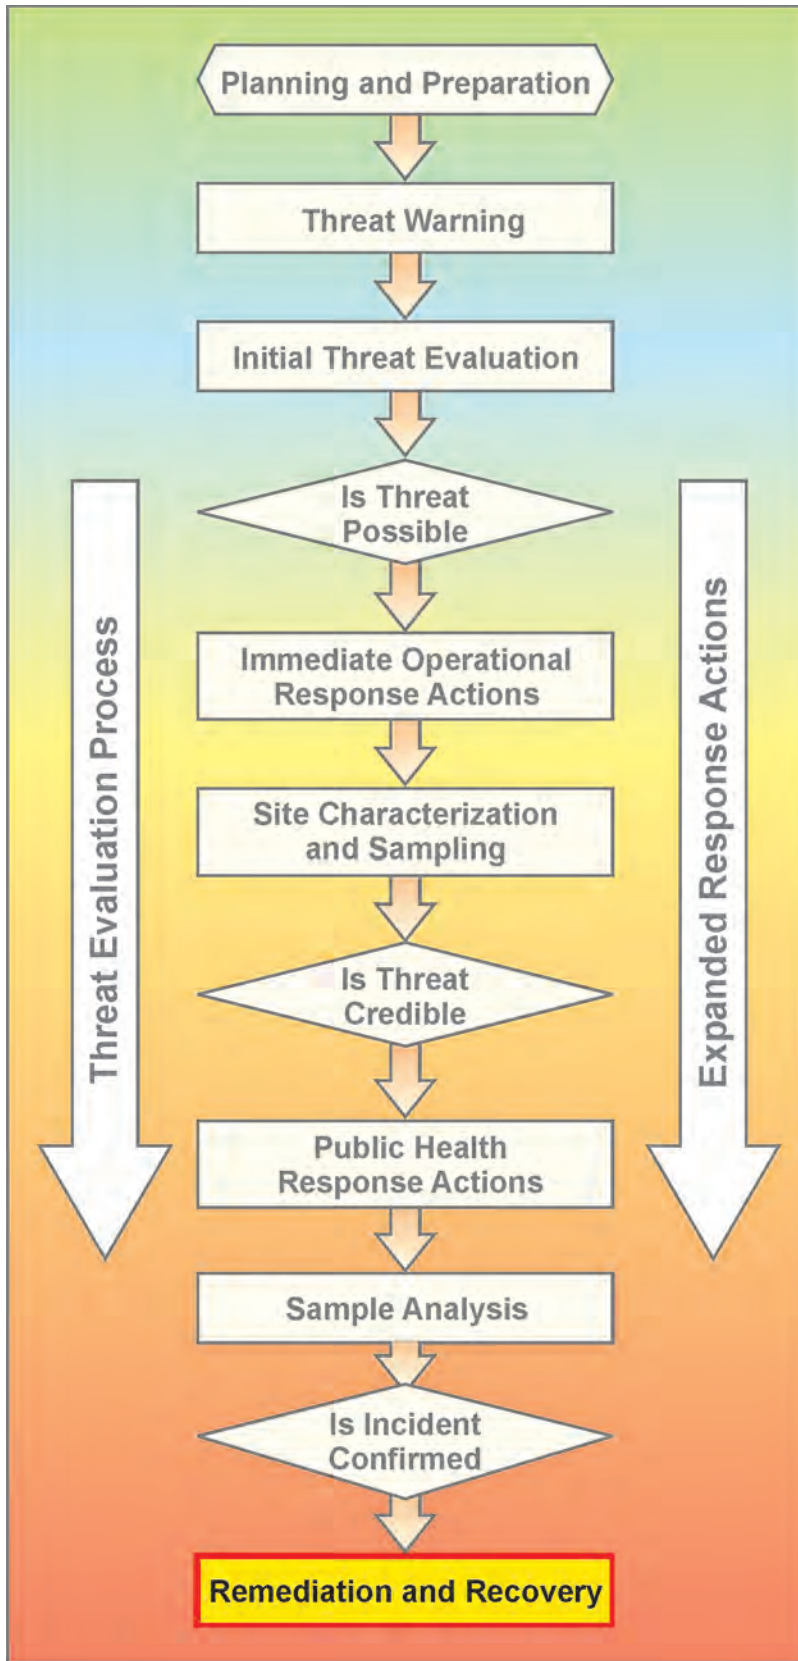 Planning and Preparation
Threat Warning
Initial Threat Evaluation
Is Threat
Possible
Immediate Operational
Response Actions
Site Characterization
and Sampling
Is Threat
Credible
Public Health
Response Actions
Sample Analysis
Is Incident
Confirmed
Remediation and Recovery
Threat Evaluation Process
Expanded Response Actions